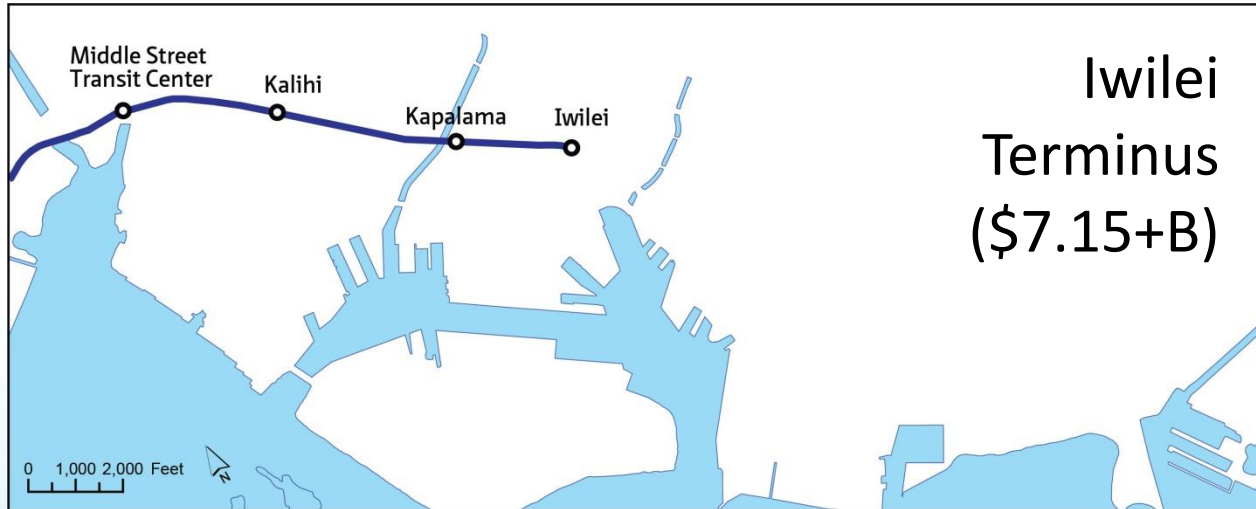 Middle Street
Transit Center
Kalihi
Kapalama
Iwilei
Iwilei
Terminus
($7.15+B)
0 1,000 2,000 Feet
N